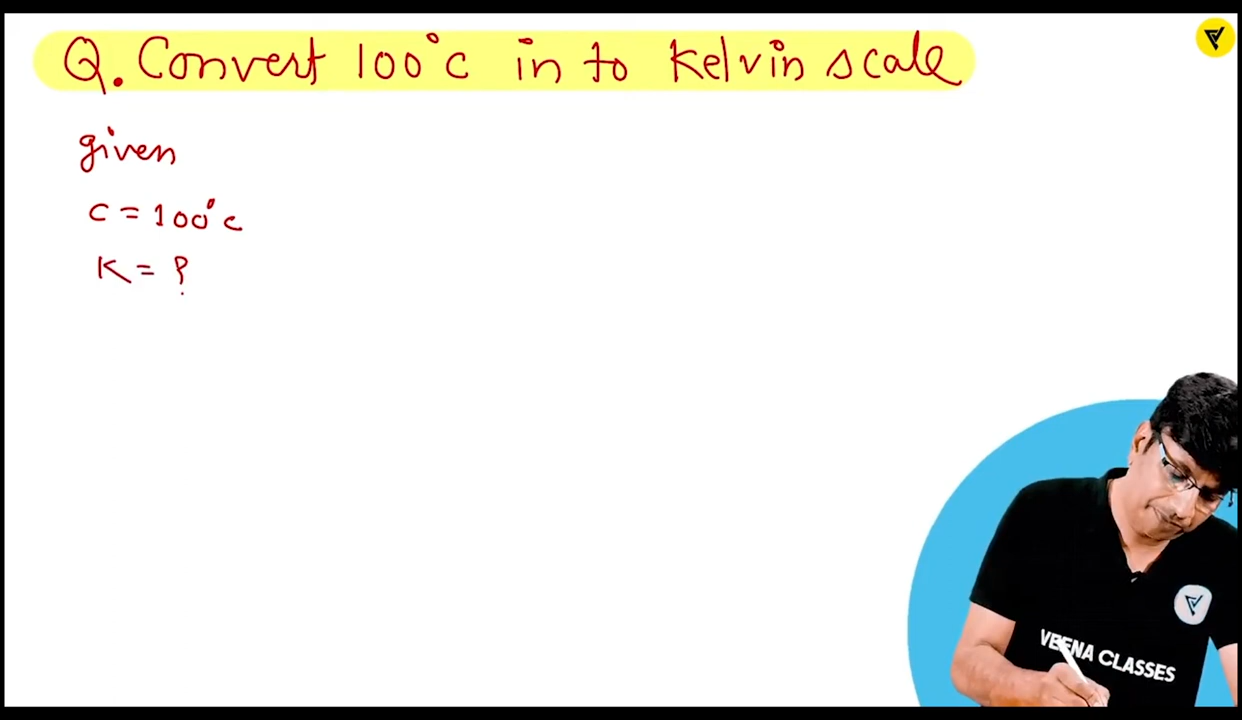 Q. Convert 100°C in to Kelvin scale
given
C = 100°C
K = ?
VEENA CLASSES